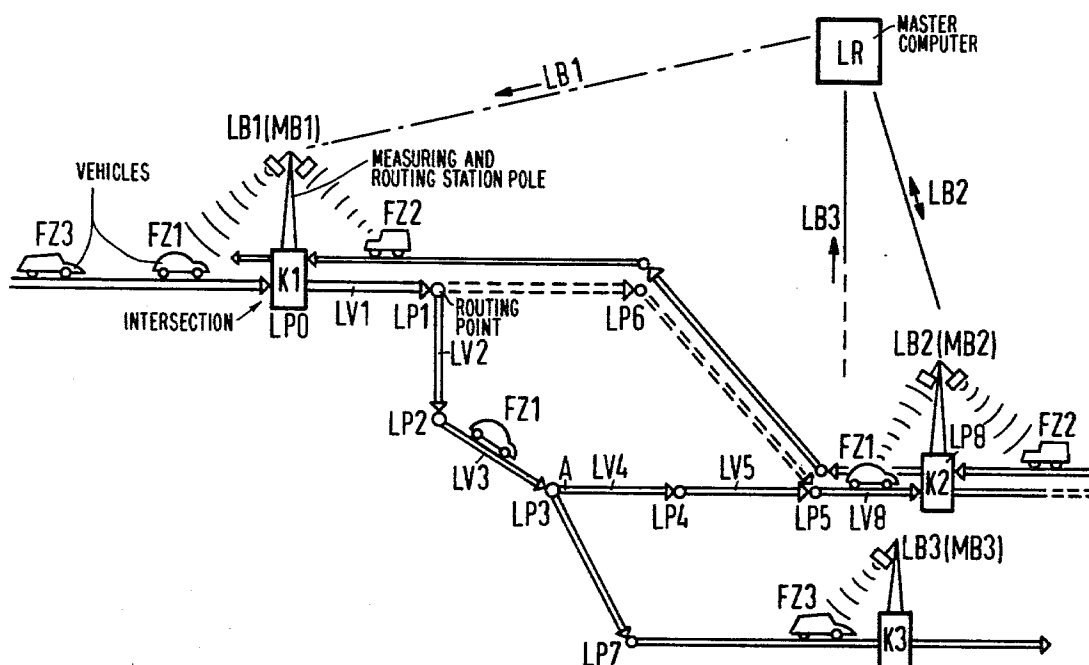 MASTER
COMPUTER
LR
LB1
LB1(MB1)
MEASURING AND
ROUTING STATION POLE
VEHICLES
FZ3
FZ1
FZ2
LB3
LB2
K1
INTERSECTION
LP0
LV1
LP1
ROUTING
POINT
LP6
LV2
LB2(MB2)
LP2
FZ1
LV3
A
LV4
LV5
FZ1
LP8
FZ2
K2
LP3
LP4
LP5
LV8
LB3(MB3)
FZ3
K3
LP7